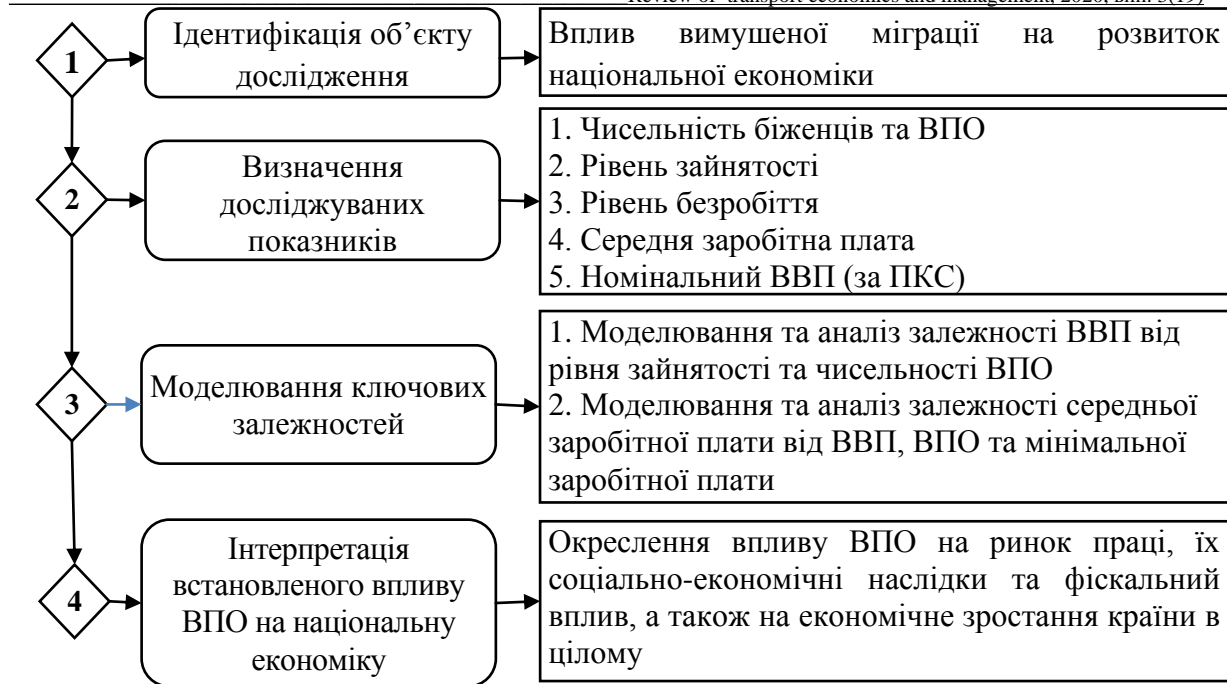 Review of transport economics and management, 2026, вип. 3(19)
1
Ідентифікація об’єкту
дослідження
Вплив вимушеної міграції на розвиток
національної економіки
2
Визначення
досліджуваних
показників
1. Чисельність біженців та ВПО
2. Рівень зайнятості
3. Рівень безробіття
4. Середня заробітна плата
5. Номінальний ВВП (за ПКС)
3
Моделювання ключових
залежностей
1. Моделювання та аналіз залежності ВВП від
рівня зайнятості та чисельності ВПО
2. Моделювання та аналіз залежності середньої
заробітної плати від ВВП, ВПО та мінімальної
заробітної плати
4
Інтерпретація
встановленого впливу
ВПО на національну
економіку
Окреслення впливу ВПО на ринок праці, їх
соціально-економічні наслідки та фіскальний
вплив, а також на економічне зростання країни в
цілому